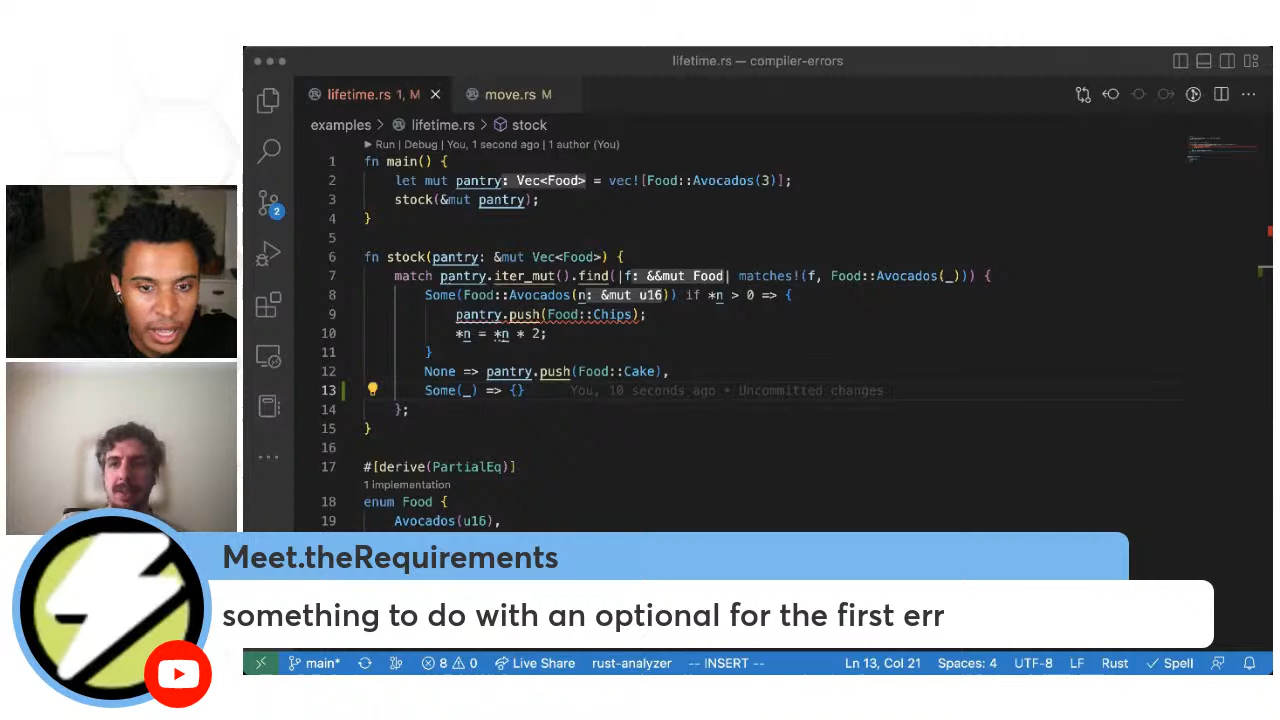 lifetime.rs — compiler-errors
lifetime.rs 1, M
move.rs M
examples > lifetime.rs > stock
Run | Debug | You, 1 second ago | 1 author (You)
1 fn main() {
2 let mut pantry: Vec<Food> = vec![Food::Avocados(3)];
3 stock(&mut pantry);
4 }
5
6 fn stock(pantry: &mut Vec<Food>) {
7 match pantry.iter_mut().find(|f: &&mut Food| matches!(f, Food::Avocados(_))) {
8 Some(Food::Avocados(n: &mut u16)) if *n > 0 => {
9 pantry.push(Food::Chips);
10 *n = *n * 2;
11 }
12 None => pantry.push(Food::Cake),
13 Some(_) => {} You, 10 seconds ago • Uncommitted changes
14 };
15 }
16
17 #[derive(PartialEq)]
1 implementation
18 enum Food {
19 Avocados(u16),
2
Meet.theRequirements
something to do with an optional for the first err
main* 8 0 Live Share rust-analyzer -- INSERT -- Ln 13, Col 21 Spaces: 4 UTF-8 LF Rust Spell